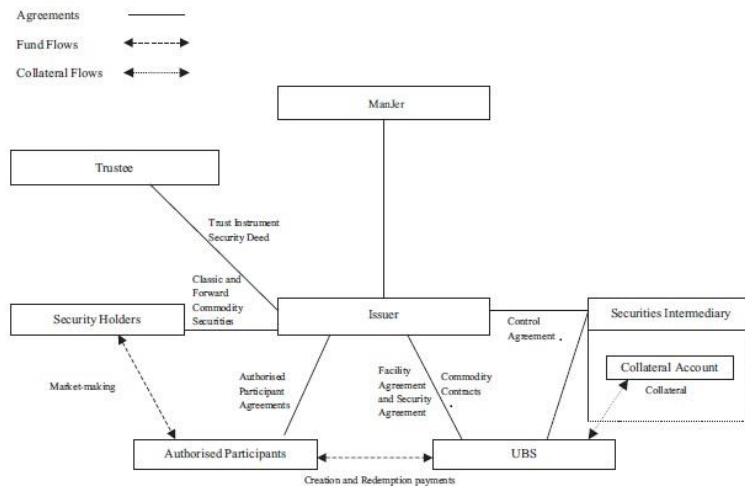 Agreements
Fund Flows
Collateral Flows
ManJer
Trustee
Trust Instrument
Security Deed
Classic and
Forward
Commodity
Securities
Security Holders
Issuer
Securities Intermediary
Control
Agreement
Collateral Account
Collateral
Market-making
Authorised
Participant
Agreements
Facility
Agreement
and Security
Agreement
Commodity
Contracts
Authorised Participants
UBS
Creation and Redemption payments